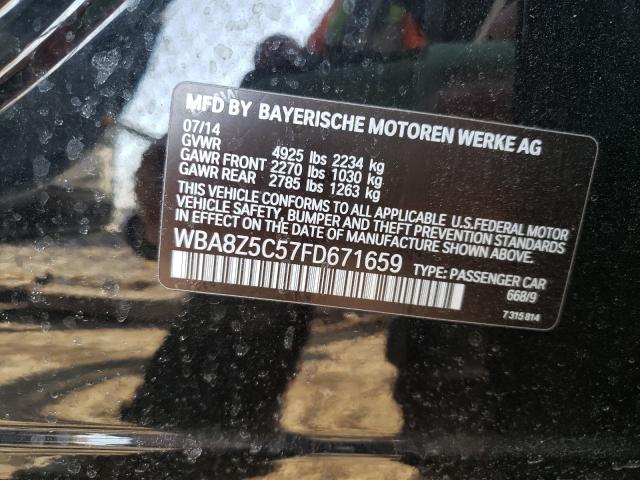 MFD BY BAYERISCHE MOTOREN WERKE AG
07/14
GVWR 4925 lbs 2234 kg
GAWR FRONT 2270 lbs 1030 kg
GAWR REAR 2785 lbs 1263 kg
THIS VEHICLE CONFORMS TO ALL APPLICABLE U.S.FEDERAL MOTOR
VEHICLE SAFETY, BUMPER AND THEFT PREVENTION STANDARDS
IN EFFECT ON THE DATE OF MANUFACTURE SHOWN ABOVE.
WBA8Z5C57FD671659 TYPE: PASSENGER CAR
668/9
7 315 814